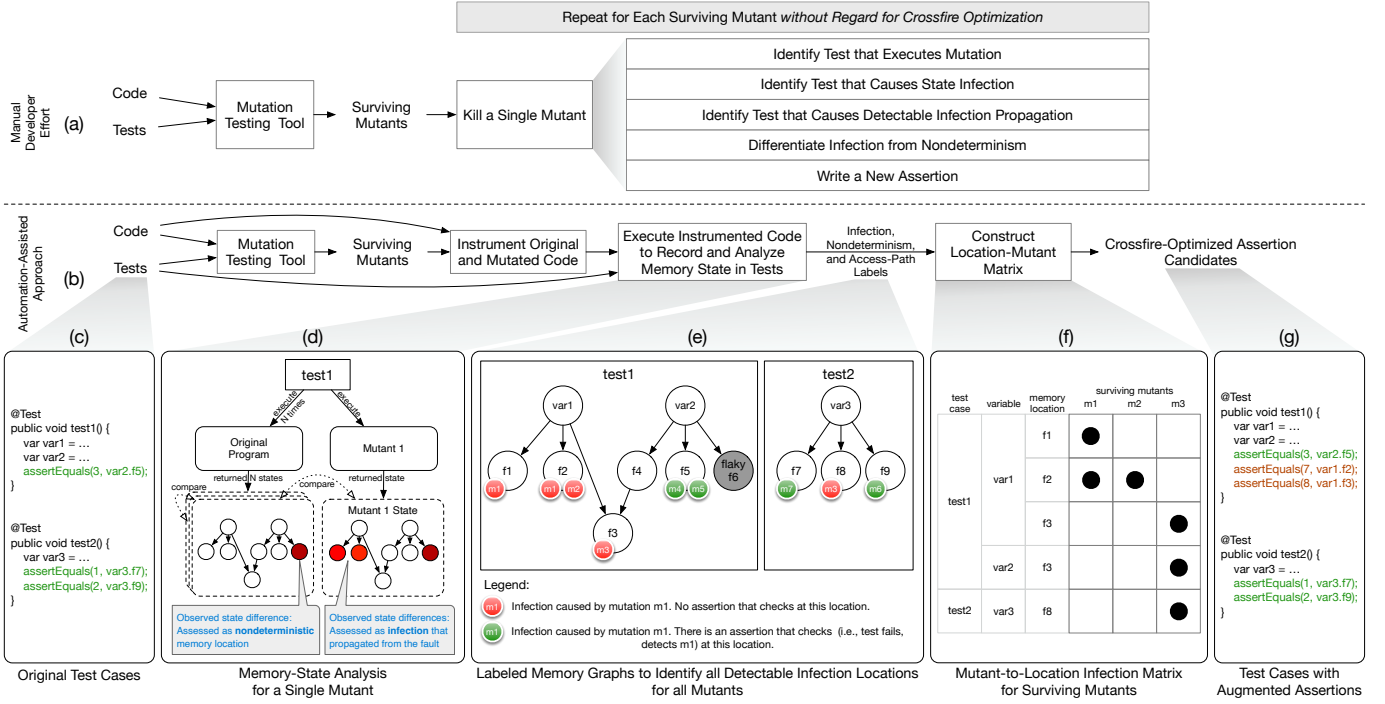 Repeat for Each Surviving Mutant without Regard for Crossfire Optimization
Manual
Developer
Effort
(a)
Code
Tests
Mutation
Testing Tool
Surviving
Mutants
Kill a Single Mutant
Identify Test that Executes Mutation
Identify Test that Causes State Infection
Identify Test that Causes Detectable Infection Propagation
Differentiate Infection from Nondeterminism
Write a New Assertion
Automation-Assisted
Approach
(b)
Code
Tests
Mutation
Testing Tool
Surviving
Mutants
Instrument Original
and Mutated Code
Execute Instrumented Code
to Record and Analyze
Memory State in Tests
Infection,
Nondeterminism,
and Access-Path
Labels
Construct
Location-Mutant
Matrix
Crossfire-Optimized Assertion
Candidates
(c)
@Test
public void test1() {
var var1 = …
var var2 = …
assertEquals(3, var2.f5);
}
@Test
public void test2() {
var var3 = …
assertEquals(1, var3.f7);
assertEquals(2, var3.f9);
}
Original Test Cases
(d)
test1
execute
N times
execute
Original
Program
Mutant 1
returned N states
returned state
compare
compare
Mutant 1 State
Observed state difference:
Assessed as nondeterministic
memory location
Observed state differences:
Assessed as infection that
propagated from the fault
Memory-State Analysis
for a Single Mutant
(e)
test1
var1
var2
f1
m1
f2
m1
m2
f4
f5
m4
m5
flaky
f6
f3
m3
test2
var3
f7
m7
f8
m3
f9
m6
Legend:
m1 Infection caused by mutation m1. No assertion that checks at this location.
m1 Infection caused by mutation m1. There is an assertion that checks (i.e., test fails,
detects m1) at this location.
Labeled Memory Graphs to Identify all Detectable Infection Locations
for all Mutants
(f)
surviving mutants
test
case
variable
memory
location
m1
m2
m3
test1
var1
f1
f2
f3
var2
f3
test2
var3
f8
Mutant-to-Location Infection Matrix
for Surviving Mutants
(g)
@Test
public void test1() {
var var1 = …
var var2 = …
assertEquals(3, var2.f5);
assertEquals(7, var1.f2);
assertEquals(8, var1.f3);
}
@Test
public void test2() {
var var3 = …
assertEquals(1, var3.f7);
assertEquals(2, var3.f9);
}
Test Cases with
Augmented Assertions